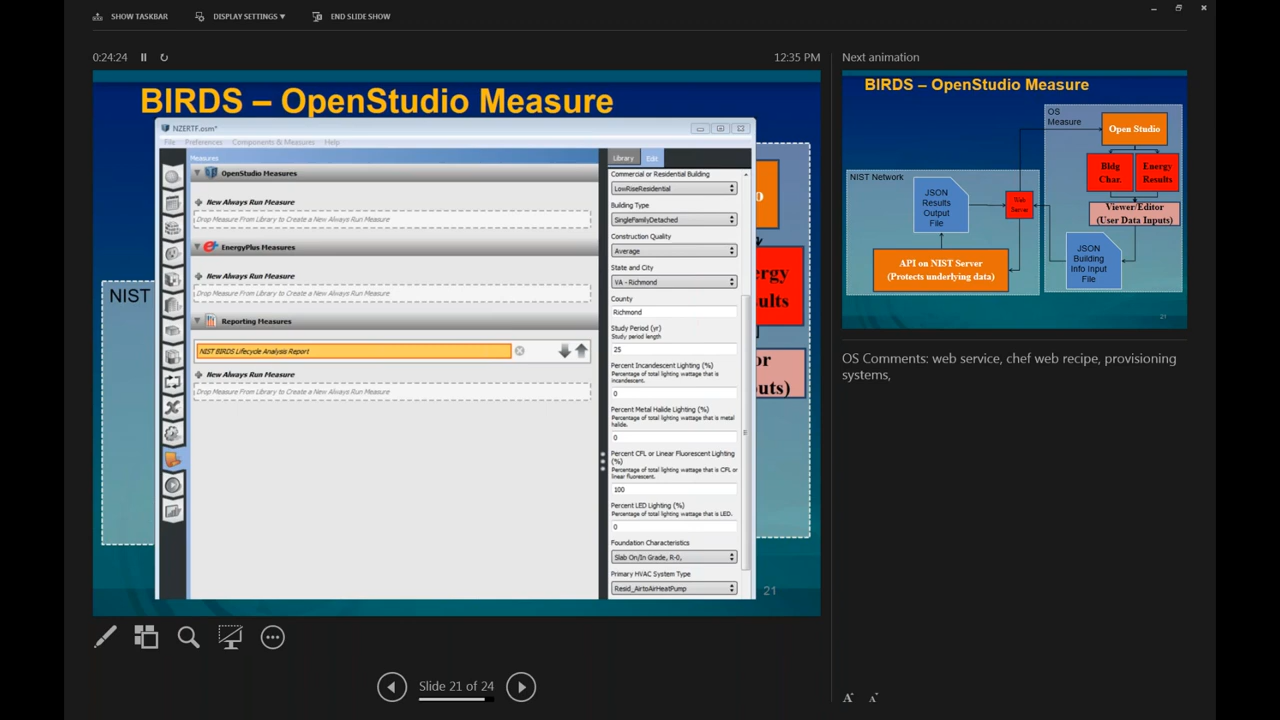 SHOW TASKBAR
DISPLAY SETTINGS ▾
END SLIDE SHOW
0:24:24
12:35 PM
BIRDS – OpenStudio Measure
NZERTF.osm*
File Preferences Components & Measures Help
Measures
OpenStudio Measures
New Always Run Measure
Drop Measure From Library to Create a New Always Run Measure
EnergyPlus Measures
New Always Run Measure
Drop Measure From Library to Create a New Always Run Measure
Reporting Measures
NIST BIRDS Lifecycle Analysis Report
New Always Run Measure
Drop Measure From Library to Create a New Always Run Measure
Library Edit
Commercial or Residential Building
LowRiseResidential
Building Type
SingleFamilyDetached
Construction Quality
Average
State and City
VA - Richmond
County
Richmond
Study Period (yr)
Study period length
25
Percent Incandescent Lighting (%)
Percentage of total lighting wattage that is
incandescent.
0
Percent Metal Halide Lighting (%)
Percentage of total lighting wattage that is metal
halide.
0
Percent CFL or Linear Fluorescent Lighting
(%)
Percentage of total lighting wattage that is CFL or
linear fluorescent.
100
Percent LED Lighting (%)
Percentage of total lighting wattage that is LED.
0
Foundation Characteristics
Slab On/In Grade, R-0,
Primary HVAC System Type
Resid_AirtoAirHeatPump
NIST
o
ergy
ults
or
outs)
21
Slide 21 of 24
Next animation
BIRDS – OpenStudio Measure
OS
Measure
Open Studio
Bldg
Char.
Energy
Results
Viewer/Editor
(User Data Inputs)
NIST Network
JSON
Results
Output
File
Web
Server
API on NIST Server
(Protects underlying data)
JSON
Building
Info Input
File
21
OS Comments: web service, chef web recipe, provisioning
systems,
A A